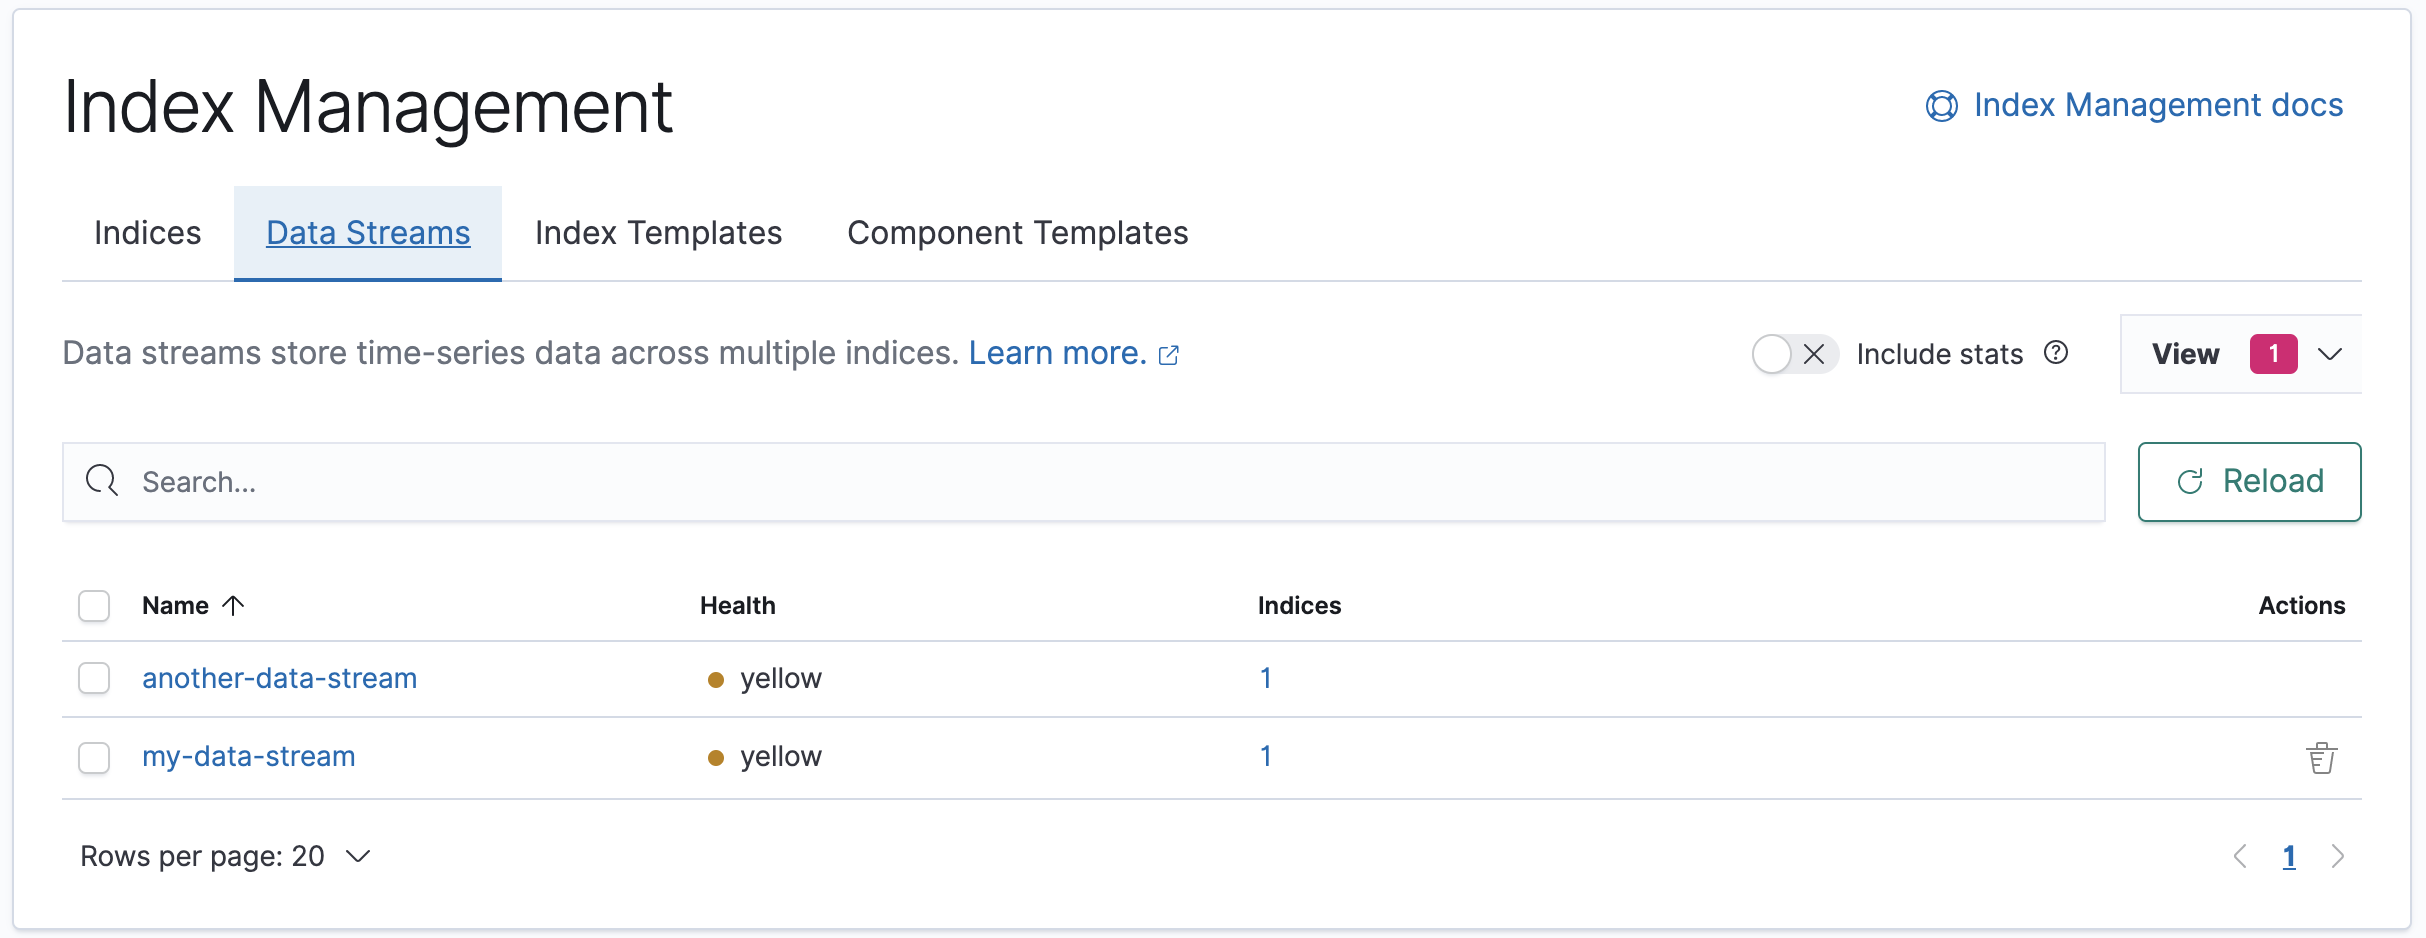 Index Management
Index Management docs
Indices Data Streams Index Templates Component Templates
Data streams store time-series data across multiple indices. Learn more.
Include stats
View 1
Search...
Reload
Name Health Indices Actions
another-data-stream yellow 1
my-data-stream yellow 1
Rows per page: 20
1